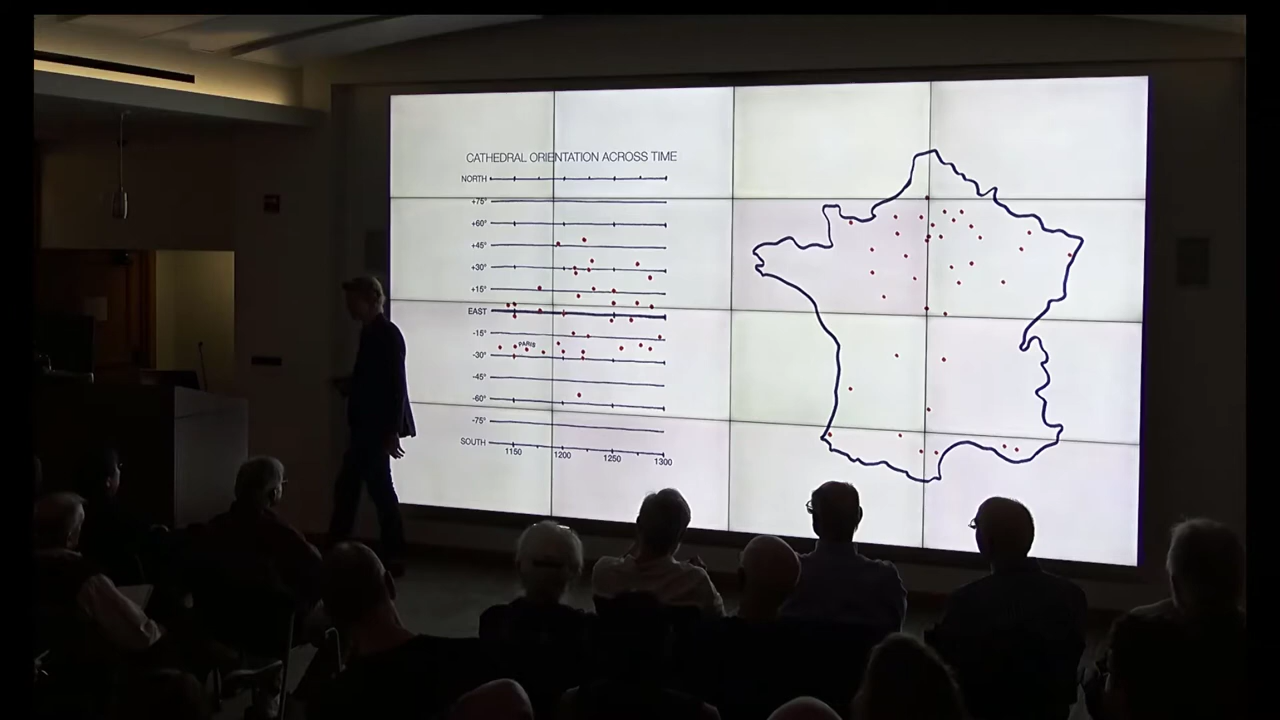 CATHEDRAL ORIENTATION ACROSS TIME
NORTH
+75°
+60°
+45°
+30°
+15°
EAST
-15°
PARIS
-30°
-45°
-60°
-75°
SOUTH
1150 1200 1250 1300